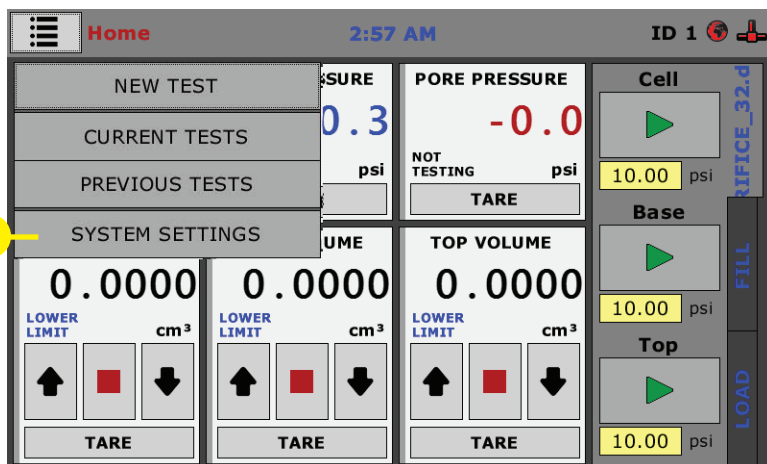 Home
2:57 AM
ID 1
NEW TEST
CURRENT TESTS
PREVIOUS TESTS
SYSTEM SETTINGS
SURE
0.3
psi
PORE PRESSURE
-0.0
NOT
TESTING
psi
TARE
0.0000
LOWER
LIMIT
cm³
TARE
UME
0.0000
LOWER
LIMIT
cm³
TARE
TOP VOLUME
0.0000
LOWER
LIMIT
cm³
TARE
Cell
10.00 psi
Base
10.00 psi
Top
10.00 psi
RIFICE_32.d
FILL
LOAD